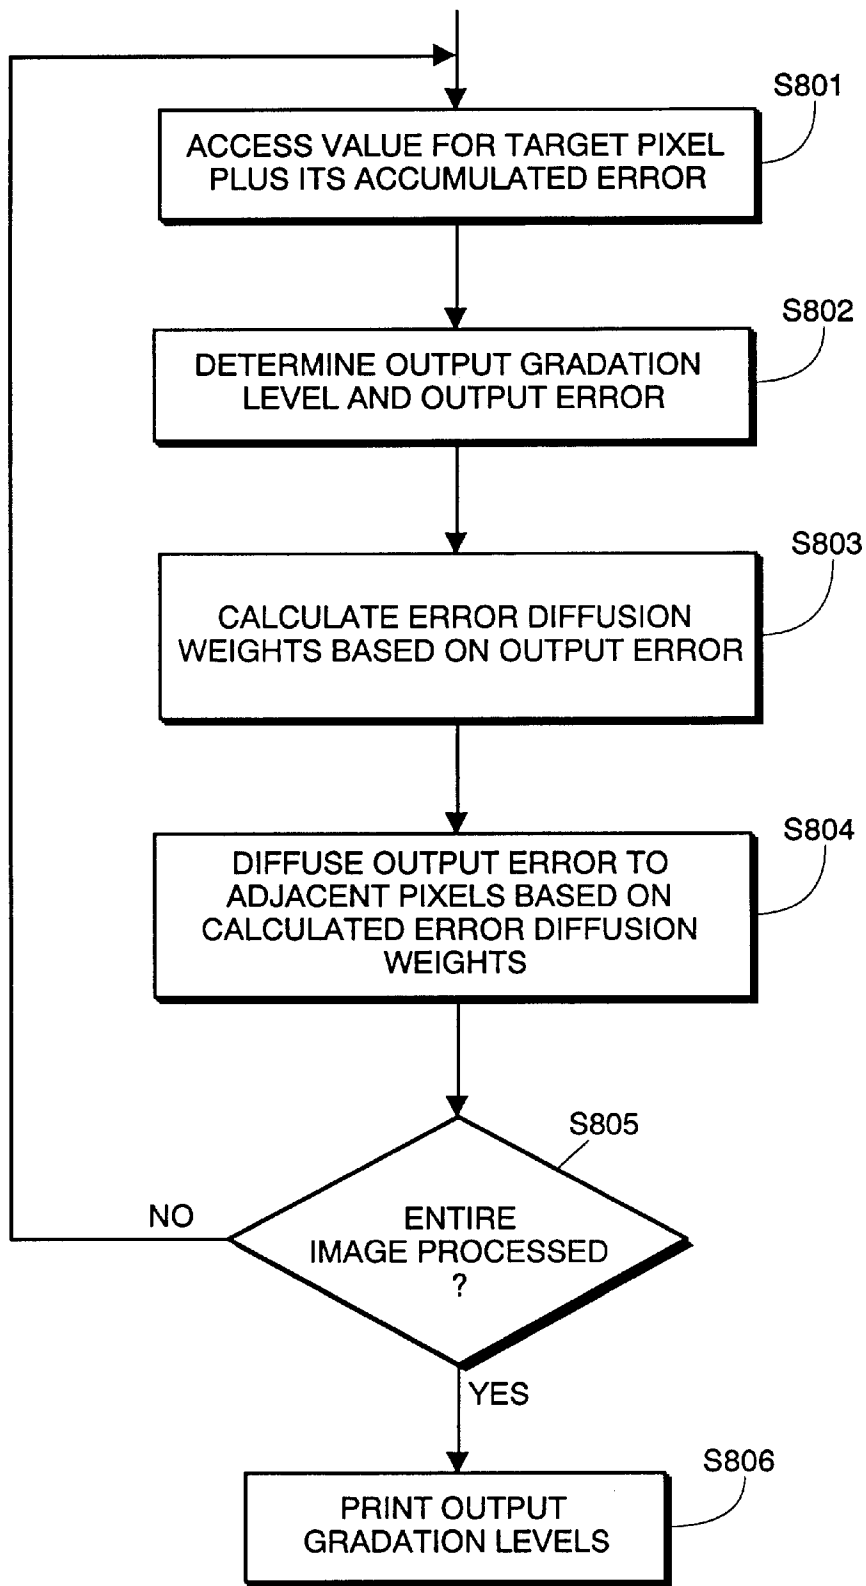 S801
ACCESS VALUE FOR TARGET PIXEL
PLUS ITS ACCUMULATED ERROR
S802
DETERMINE OUTPUT GRADATION
LEVEL AND OUTPUT ERROR
S803
CALCULATE ERROR DIFFUSION
WEIGHTS BASED ON OUTPUT ERROR
S804
DIFFUSE OUTPUT ERROR TO
ADJACENT PIXELS BASED ON
CALCULATED ERROR DIFFUSION
WEIGHTS
S805
NO
ENTIRE
IMAGE PROCESSED
?
YES
S806
PRINT OUTPUT
GRADATION LEVELS